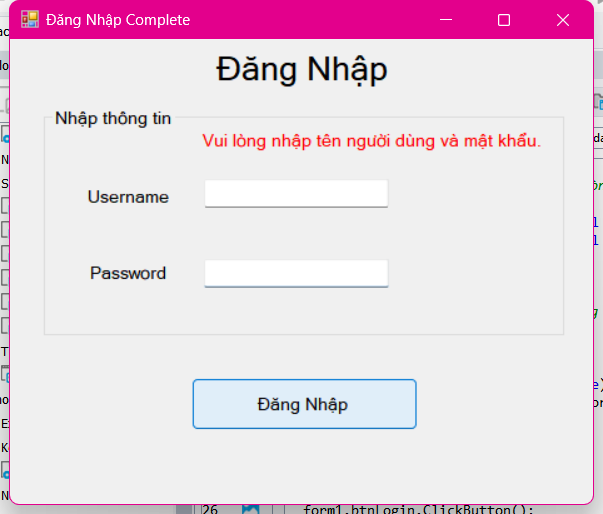 Đăng Nhập Complete
Đăng Nhập
Nhập thông tin
Vui lòng nhập tên người dùng và mật khẩu.
Username
Password
Đăng Nhập
26 form1.btnLogin.ClickButton();